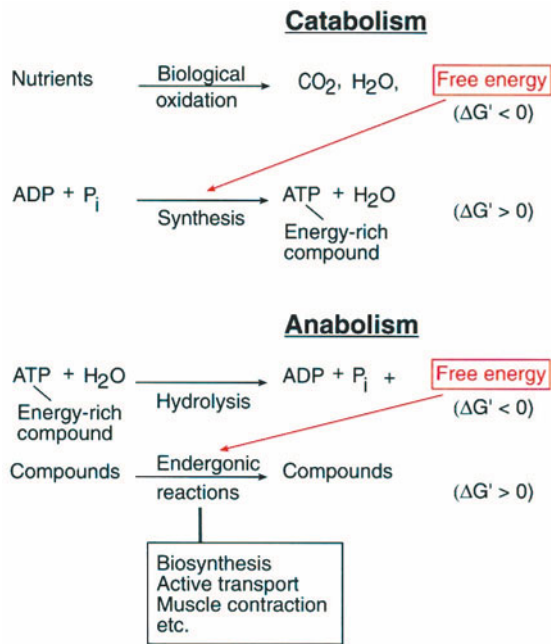 Catabolism
Nutrients Biological oxidation CO2, H2O, Free energy
(ΔG' < 0)
ADP + Pi Synthesis ATP + H2O
Energy-rich compound
(ΔG' > 0)
Anabolism
ATP + H2O Hydrolysis ADP + Pi + Free energy
Energy-rich compound
(ΔG' < 0)
Compounds Endergonic reactions Compounds
(ΔG' > 0)
Biosynthesis
Active transport
Muscle contraction
etc.